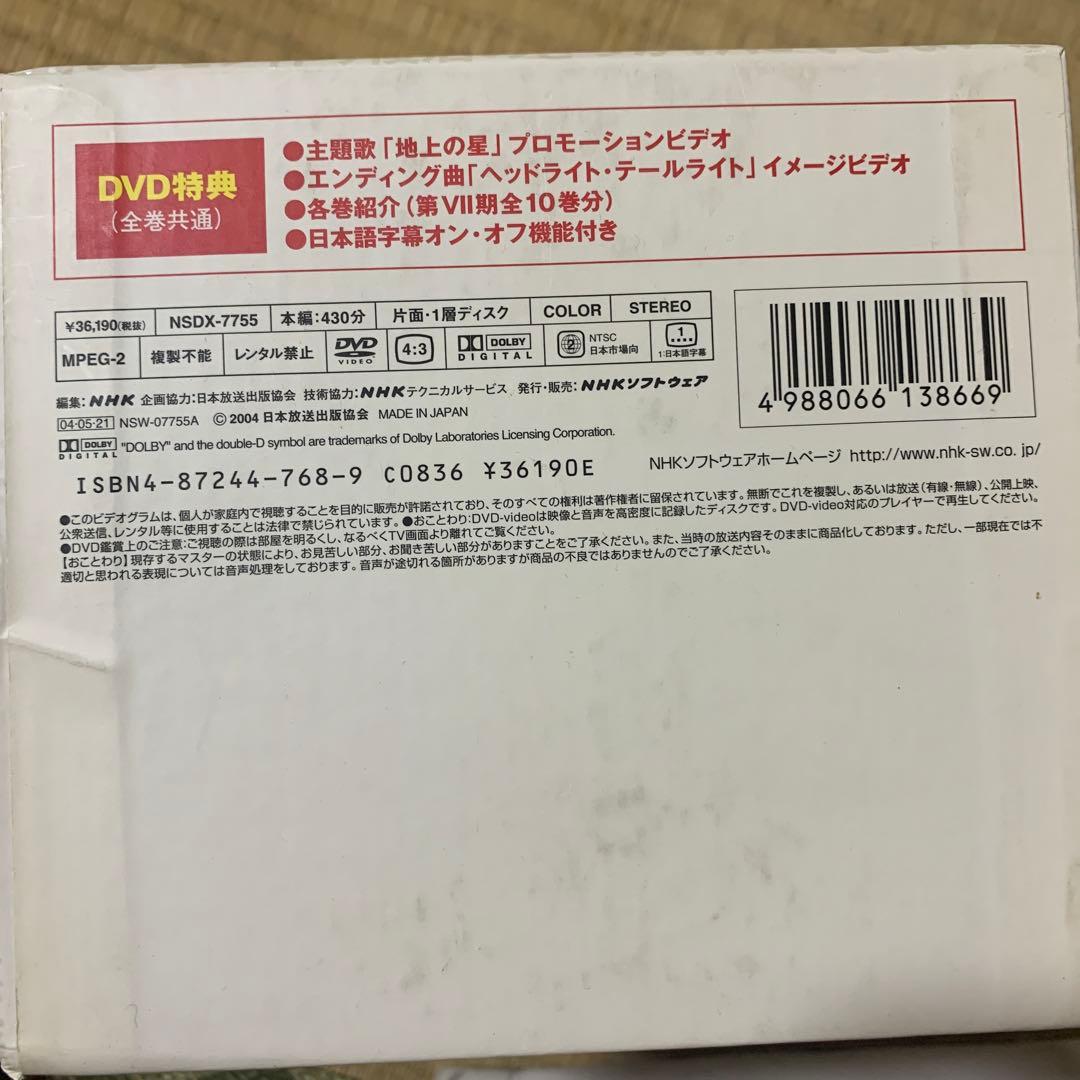 DVD特典
(全巻共通)
●主題歌「地上の星」プロモーションビデオ
●エンディング曲「ヘッドライト・テールライト」イメージビデオ
●各巻紹介(第Ⅶ期全10巻分)
●日本語字幕オン・オフ機能付き
¥36,190(税抜) NSDX-7755 本編:430分 片面・1層ディスク COLOR STEREO
MPEG-2 複製不能 レンタル禁止 DVD VIDEO 4:3 DOLBY DIGITAL 2 NTSC 日本市場向 1 1:日本語字幕
編集:NHK 企画協力:日本放送出版協会 技術協力:NHKテクニカルサービス 発行・販売:NHKソフトウェア
04・05・21 NSW-07755A © 2004 日本放送出版協会 MADE IN JAPAN
DOLBY DIGITAL "DOLBY" and the double-D symbol are trademarks of Dolby Laboratories Licensing Corporation.
4 988066 138669
ISBN4-87244-768-9 C0836 ¥36190E
NHKソフトウェアホームページ http://www.nhk-sw.co.jp/
●このビデオグラムは、個人が家庭内で視聴することを目的に販売が許諾されており、そのすべての権利は著作権者に留保されています。無断でこれを複製し、あるいは放送(有線・無線)、公開上映、
公衆送信、レンタル等に使用することは法律で禁じられています。●おことわり:DVD-videoは映像と音声を高密度に記録したディスクです。DVD-video対応のプレイヤーで再生してください。
●DVD鑑賞上のご注意:ご視聴の際は部屋を明るくし、なるべくTV画面より離れてご覧ください。
【おことわり】現存するマスターの状態により、お見苦しい部分、お聞き苦しい部分がありますことをご了承ください。また、当時の放送内容そのままに商品化しております。ただし、一部現在では不
適切と思われる表現については音声処理をしております。音声が途切れる箇所がありますが商品の不良ではありませんのでご了承ください。